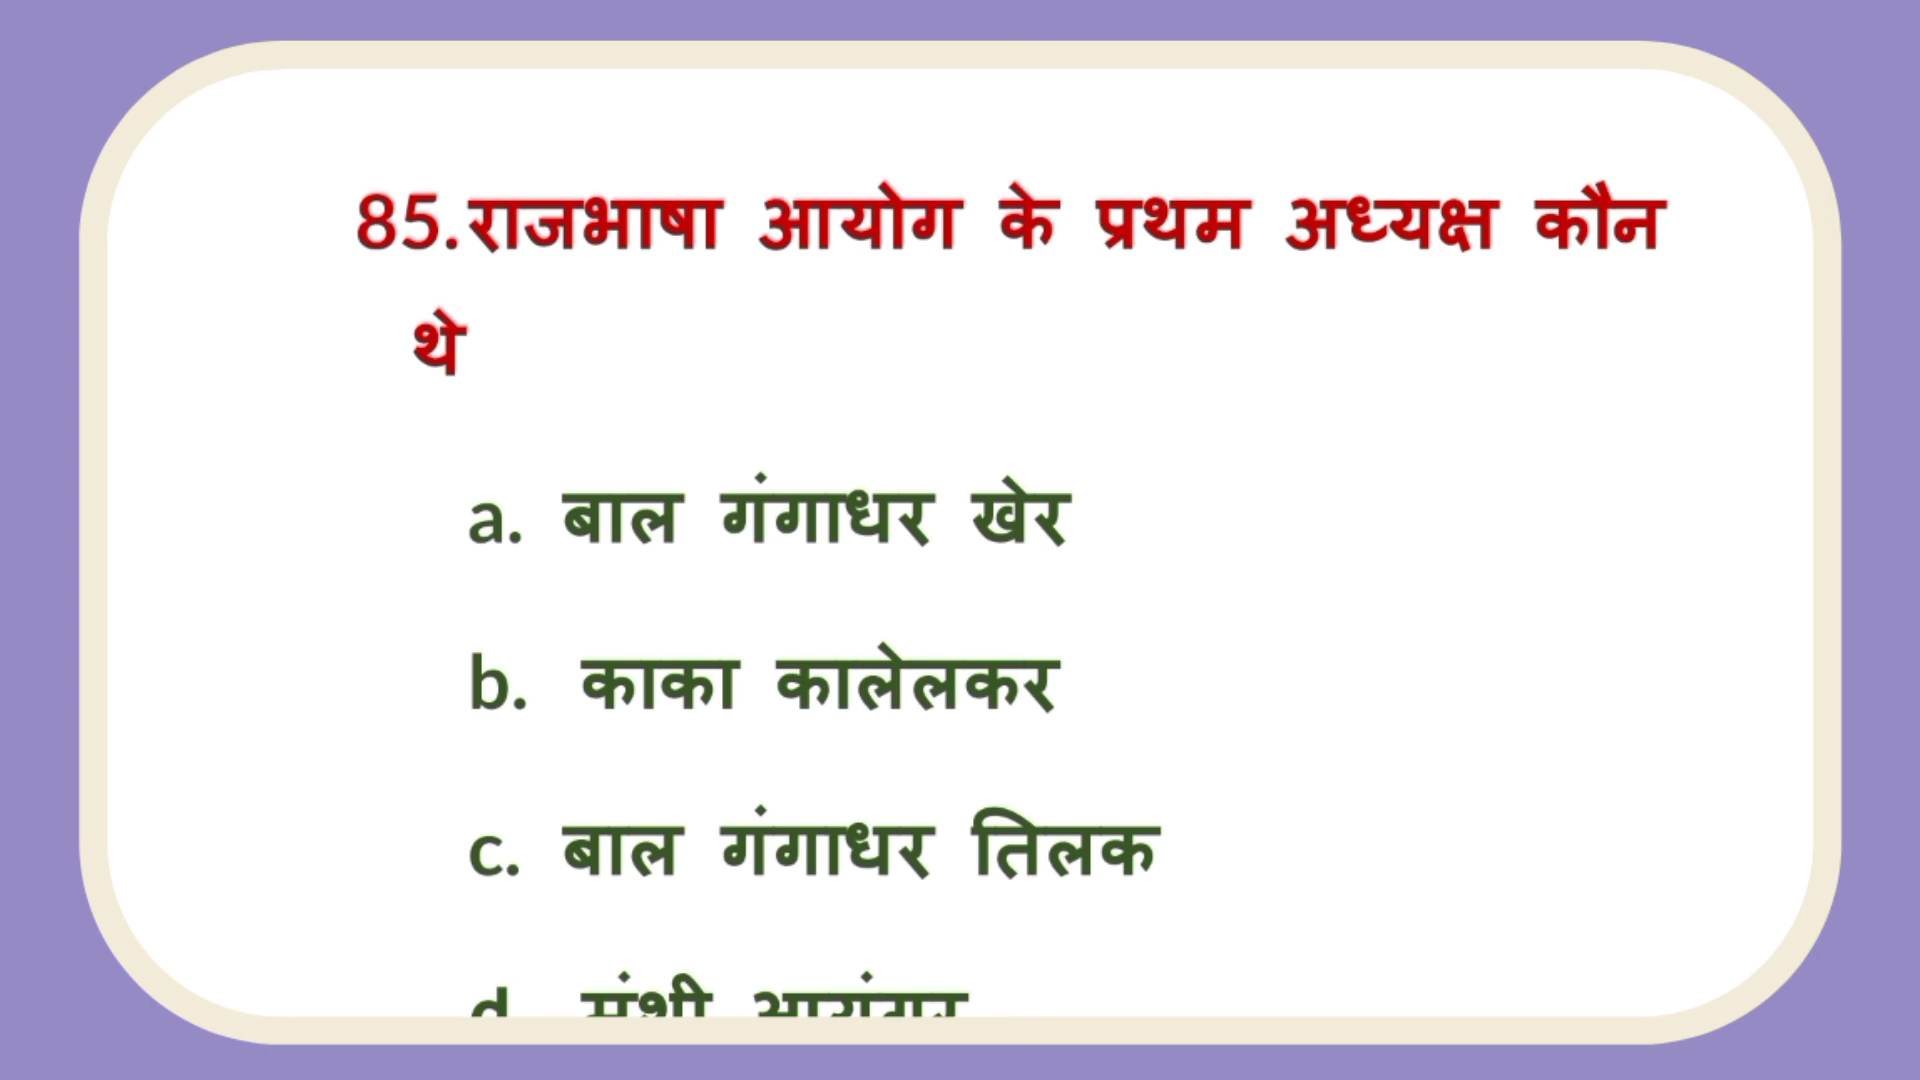 85.राजभाषा आयोग के प्रथम अध्यक्ष कौन
थे
a. बाल गंगाधर खेर
b. काका कालेलकर
c. बाल गंगाधर तिलक
d.